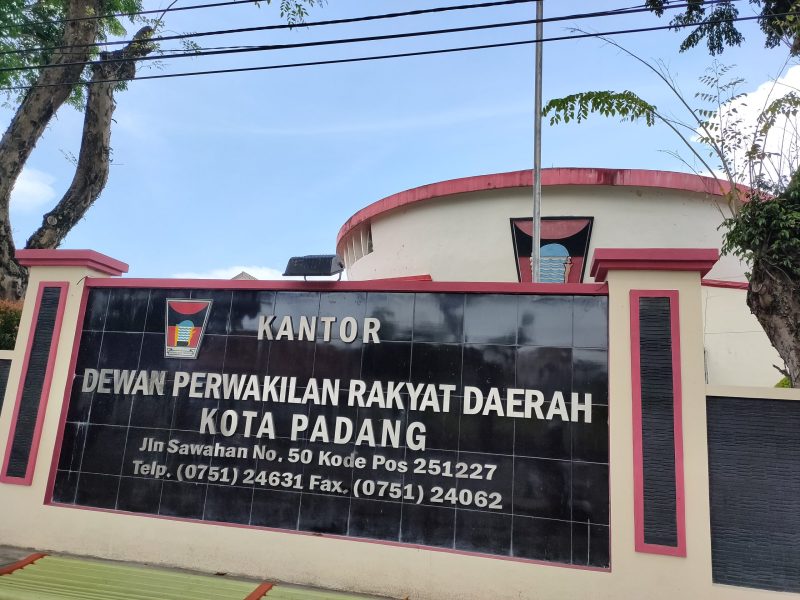 KANTOR
DEWAN PERWAKILAN RAKYAT DAERAH
KOTA PADANG
Jln Sawahan No. 50 Kode Pos 251227
Telp. (0751) 24631 Fax. (0751) 24062